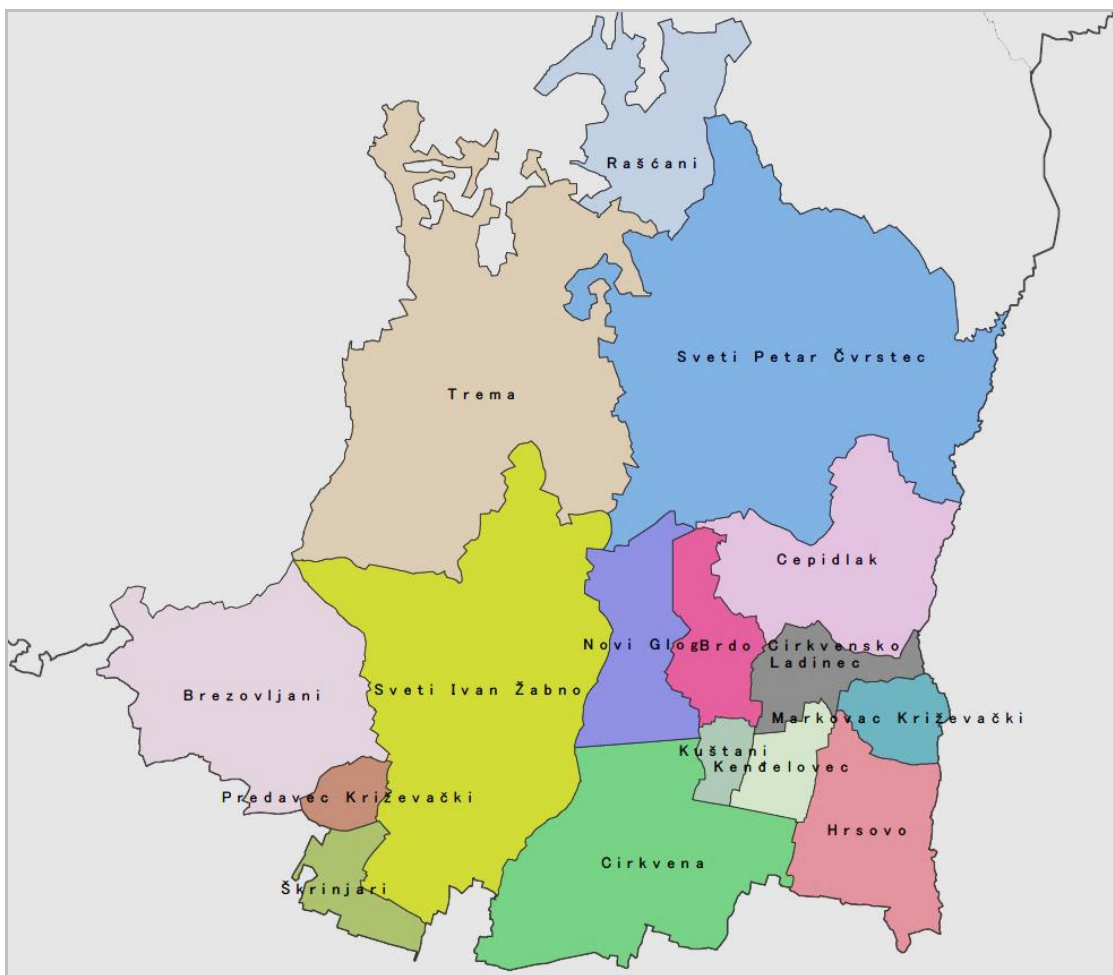 Rašćani
Sveti Petar Čvrstec
Trema
Cepidlak
Novi Glog
Brdo Cirkvensko
Ladinec
Brezovljani
Sveti Ivan Žabno
Markovac Križevački
Kuštani
Kenđelovec
Predavec Križevački
Hrsovo
Cirkvena
Škrinjari